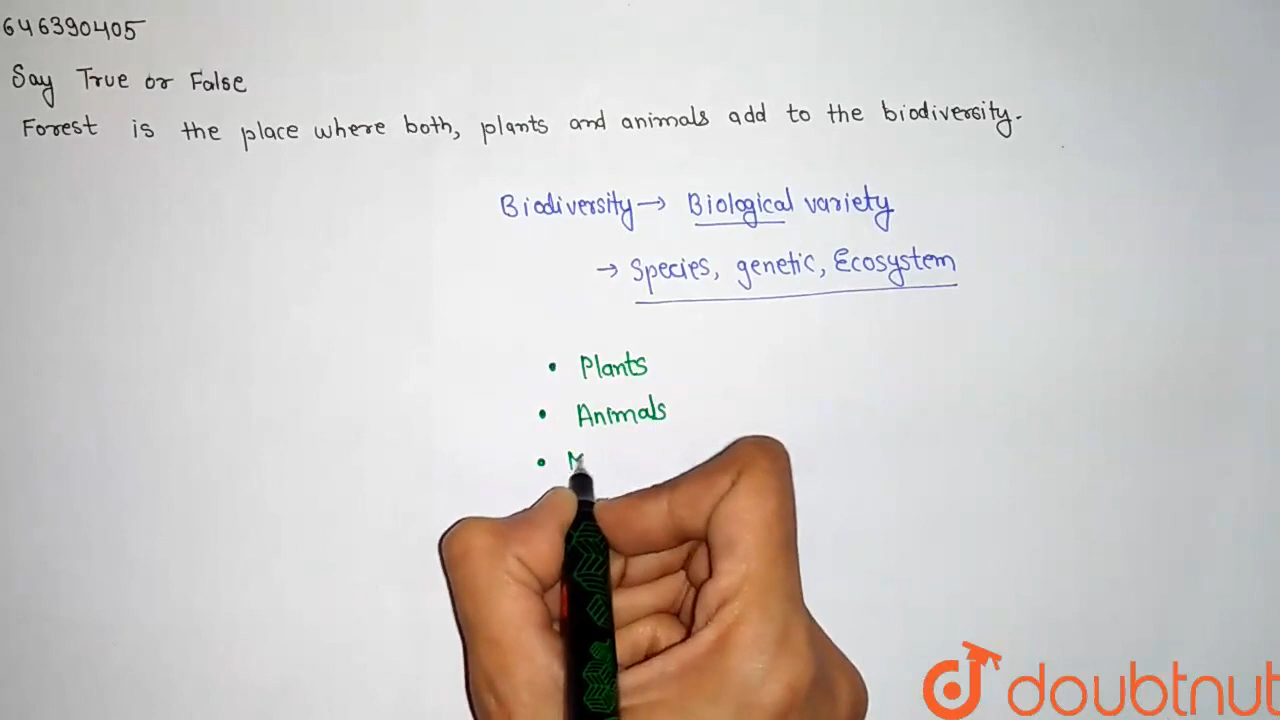 646390405
Say True or False
Forest is the place where both, plants and animals add to the biodiversity.
Biodiversity → Biological variety
→ Species, genetic, Ecosystem
• Plants
• Animals
• M
doubtnut